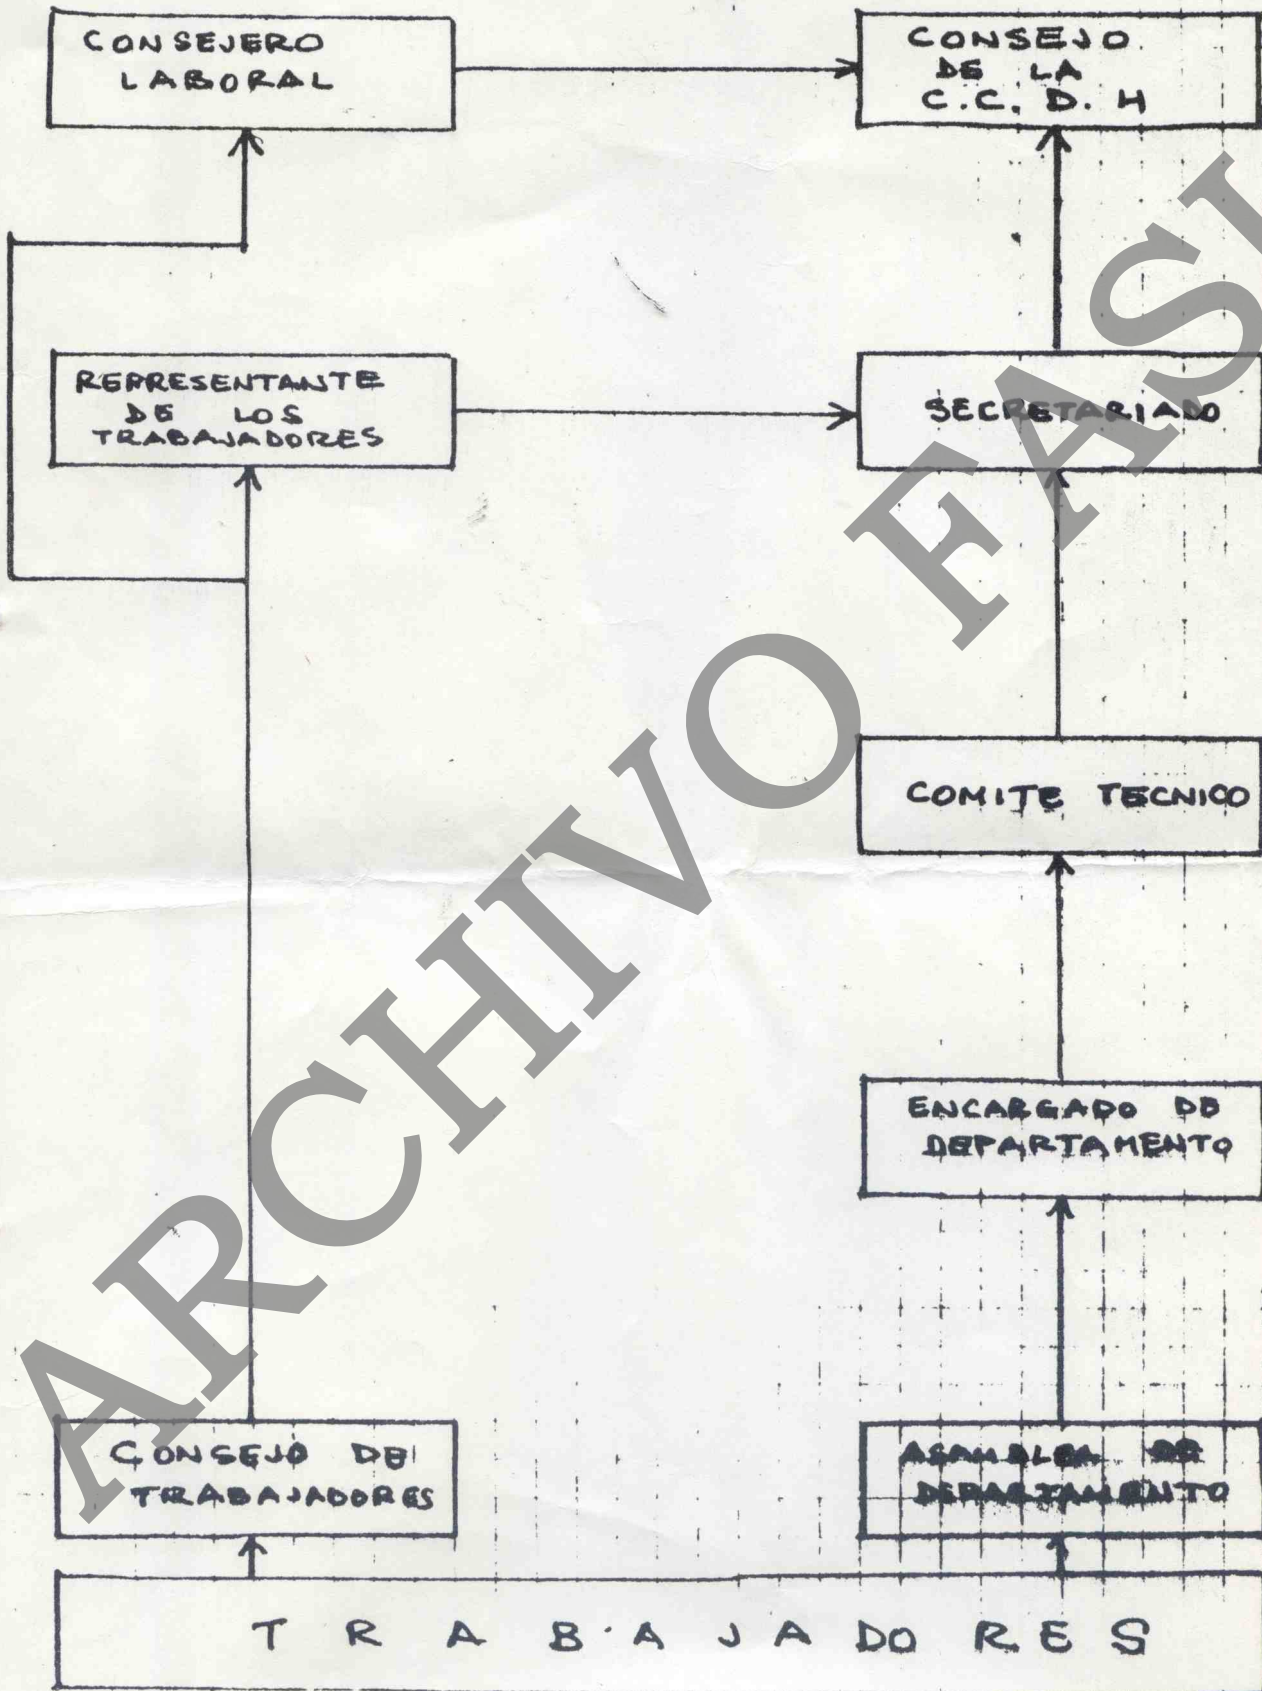 CONSEJERO
LABORAL
CONSEJO
DE LA
C.C. D. H
REPRESENTANTE
DE LOS
TRABAJADORES
SECRETARIADO
COMITE TECNICO
ENCARGADO DE
DEPARTAMENTO
CONSEJO DE
TRABAJADORES
ASAMBLEA DE
DEPARTAMENTO
TRABAJADORES
ARCHIVO FASI